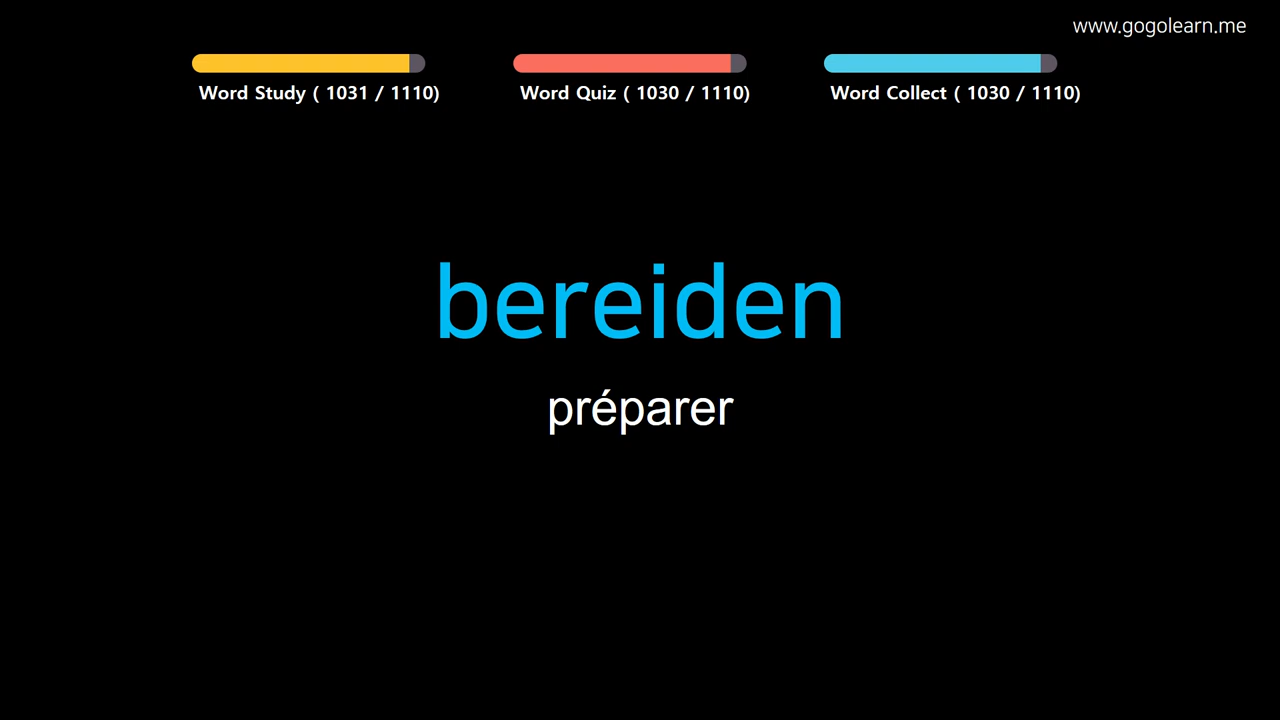 www.gogolearn.me
Word Study ( 1031 / 1110)
Word Quiz ( 1030 / 1110)
Word Collect ( 1030 / 1110)
bereiden
préparer